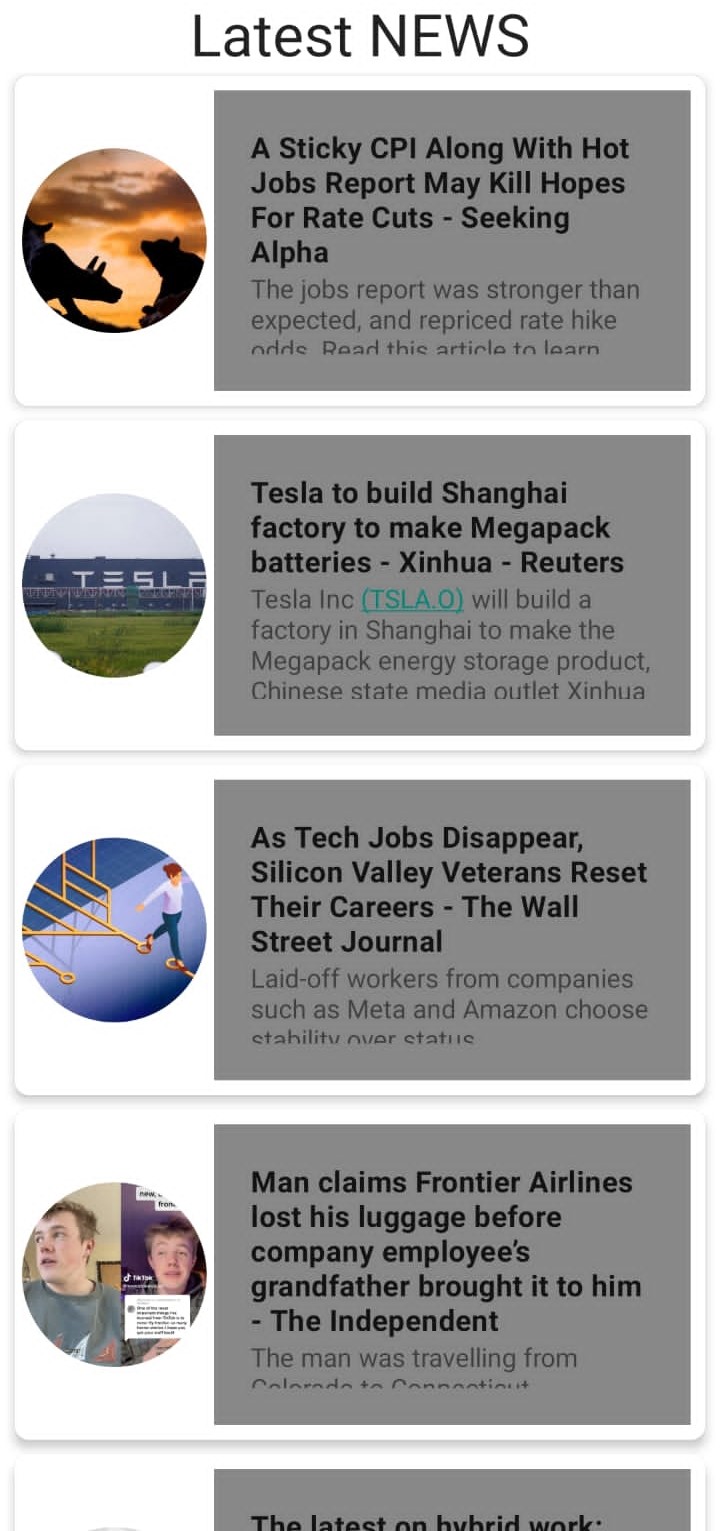 Latest NEWS
A Sticky CPI Along With Hot
Jobs Report May Kill Hopes
For Rate Cuts - Seeking
Alpha
The jobs report was stronger than
expected, and repriced rate hike
odds. Read this article to learn
TESLA
Tesla to build Shanghai
factory to make Megapack
batteries - Xinhua - Reuters
Tesla Inc (TSLA.O) will build a
factory in Shanghai to make the
Megapack energy storage product,
Chinese state media outlet Xinhua
As Tech Jobs Disappear,
Silicon Valley Veterans Reset
Their Careers - The Wall
Street Journal
Laid-off workers from companies
such as Meta and Amazon choose
stability over status
TikTok
Man claims Frontier Airlines
lost his luggage before
company employee’s
grandfather brought it to him
- The Independent
The man was travelling from
Colorado to Connecticut
The latest on hybrid work: